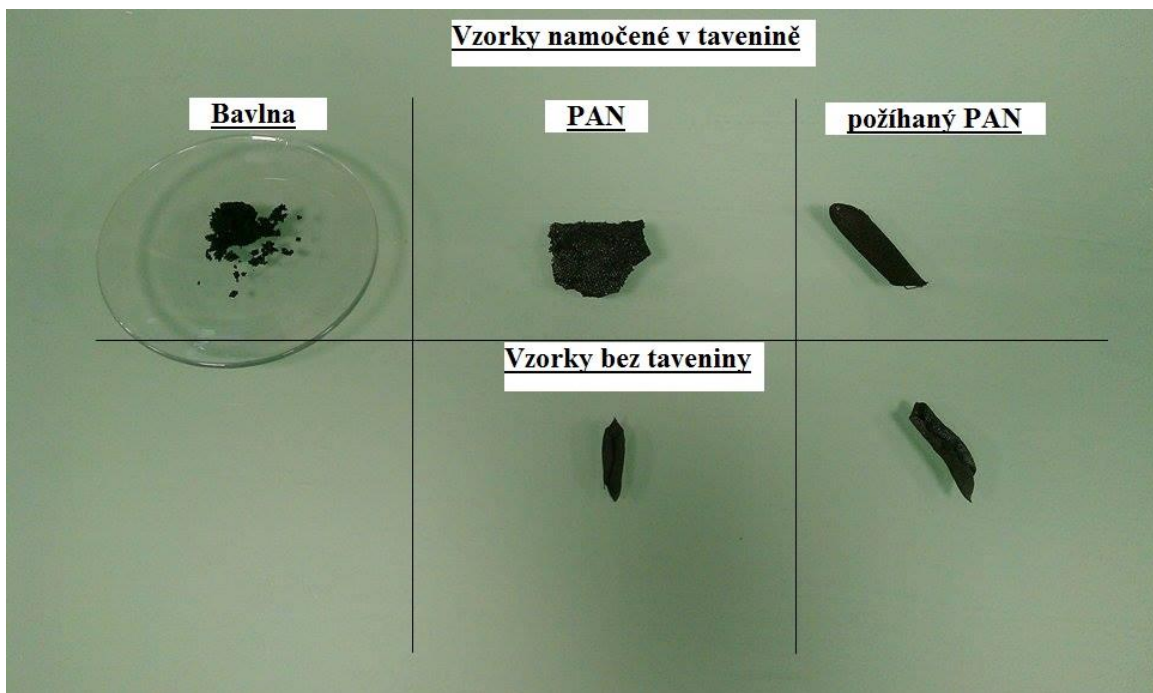 Vzorky namočené v tavenině
Bavlna
PAN
požíhaný PAN
Vzorky bez taveniny